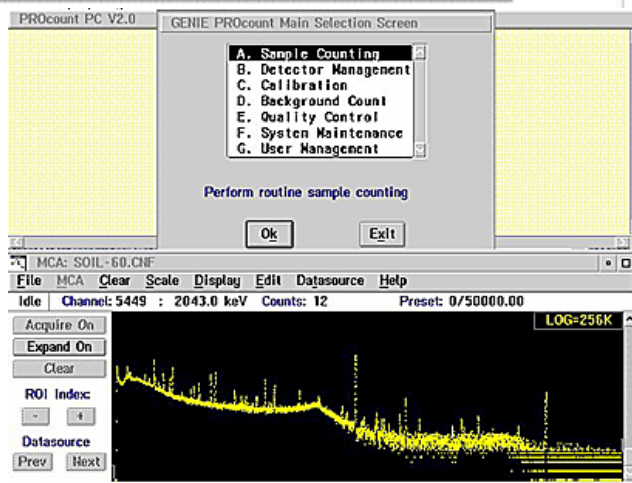 PROcount PC V2.0
GENIE PROcount Main Selection Screen
A. Sample Counting
B. Detector Management
C. Calibration
D. Background Count
E. Quality Control
F. System Maintenance
G. User Management
Perform routine sample counting
Ok
Exit
MCA: SOIL-60.CNF
File MCA Clear Scale Display Edit Datasource Help
Idle Channel: 5449 : 2043.0 keV Counts: 12 Preset: 0/50000.00
Acquire On
LOG=256K
Expand On
Clear
ROI Index:
- +
Datasource
Prev Next